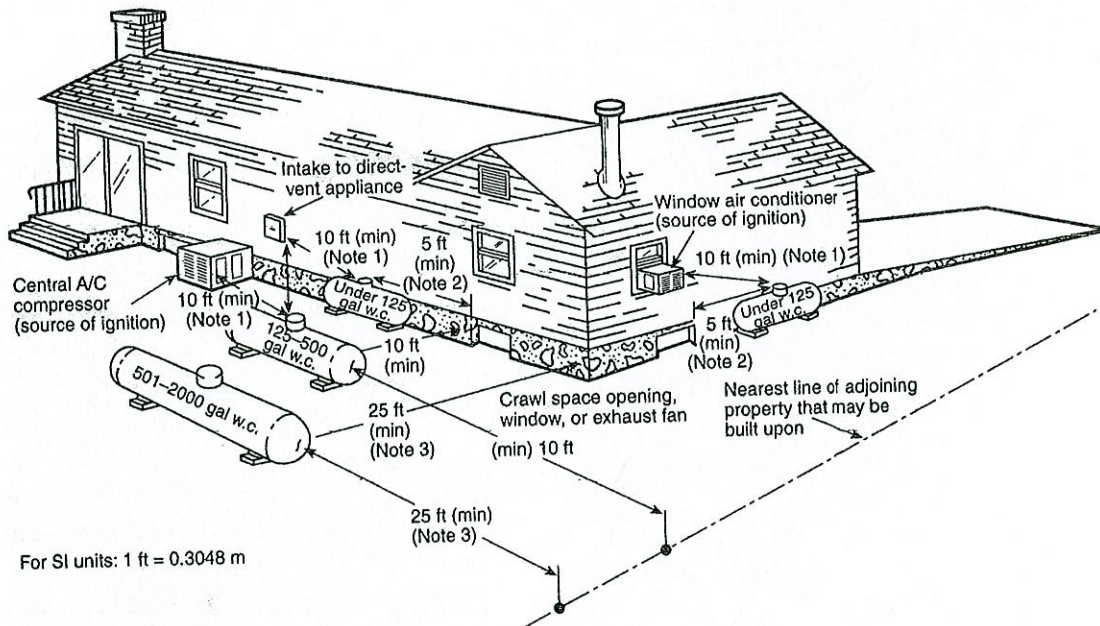 Intake to direct-
vent appliance
Window air conditioner
(source of ignition)
10 ft (min)
(Note 1)
5 ft
(min)
(Note 2)
10 ft (min) (Note 1)
Central A/C
compressor
(source of ignition)
10 ft (min)
(Note 1)
Under 125
gal w.c.
Under 125
gal w.c.
125–500
gal w.c.
10 ft
(min)
5 ft
(min)
(Note 2)
501–2000 gal w.c.
25 ft
(min)
(Note 3)
Crawl space opening,
window, or exhaust fan
(min) 10 ft
Nearest line of adjoining
property that may be
built upon
25 ft (min)
(Note 3)
For SI units: 1 ft = 0.3048 m